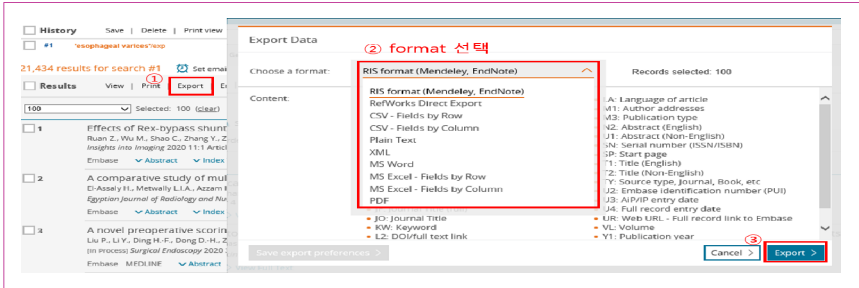 History Save | Delete | Print view
#1 'esophageal varices'/exp
21,434 results for search #1 Set email
①
Results View | Print Export
100 Selected: 100 (clear)
1 Effects of Rex-bypass shunt
Ruan Z., Wu M., Shao C., Zhang Y., Z
Insights into Imaging 2020 11:1 Articl
Embase Abstract Index
2 A comparative study of mul
El-Assaly H., Metwally L.I.A., Azzam
Egyptian Journal of Radiology and Nu
Embase Abstract Index
3 A novel preoperative scorin
Liu P., Li Y., Ding H.-F., Dong D.-H., Z
[In Process] Surgical Endoscopy 2020
Embase MEDLINE Abstract
Export Data
② format 선택
Choose a format: RIS format (Mendeley, EndNote) Records selected: 100
Content:
RIS format (Mendeley, EndNote)
RefWorks Direct Export
CSV - Fields by Row
CSV - Fields by Column
Plain Text
XML
MS Word
MS Excel - Fields by Row
MS Excel - Fields by Column
PDF
JO: Journal Title
KW: Keyword
L2: DOI/full text link
LA: Language of article
M1: Author addresses
M3: Publication type
N2: Abstract (English)
U1: Abstract (Non-English)
SN: Serial number (ISSN/ISBN)
SP: Start page
T1: Title (English)
T2: Title (Non-English)
TY: Source type, Journal, Book, etc
U2: Embase identification number (PUI)
U3: AiP/IP entry date
U4: Full record entry date
UR: Web URL - Full record link to Embase
VL: Volume
Y1: Publication year
③
Save export preferences > Cancel > Export >